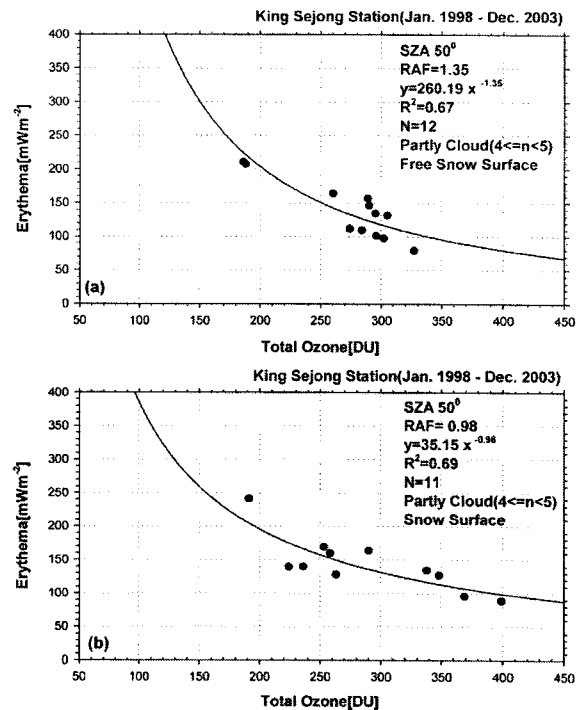 King Sejong Station(Jan. 1998 - Dec. 2003)
400
350
300
250
200
150
100
50
0
Erythema[mWm⁻²]
SZA 50⁰
RAF=1.35
y=260.19 x ⁻¹·³⁵
R²=0.67
N=12
Partly Cloud(4<=n<5)
Free Snow Surface
(a)
50 100 150 200 250 300 350 400 450
Total Ozone[DU]
King Sejong Station(Jan. 1998 - Dec. 2003)
400
350
300
250
200
150
100
50
0
Erythema[mWm⁻²]
SZA 50⁰
RAF= 0.98
y=35.15 x ⁻⁰·⁹⁸
R²=0.69
N=11
Partly Cloud(4<=n<5)
Snow Surface
(b)
50 100 150 200 250 300 350 400 450
Total Ozone[DU]